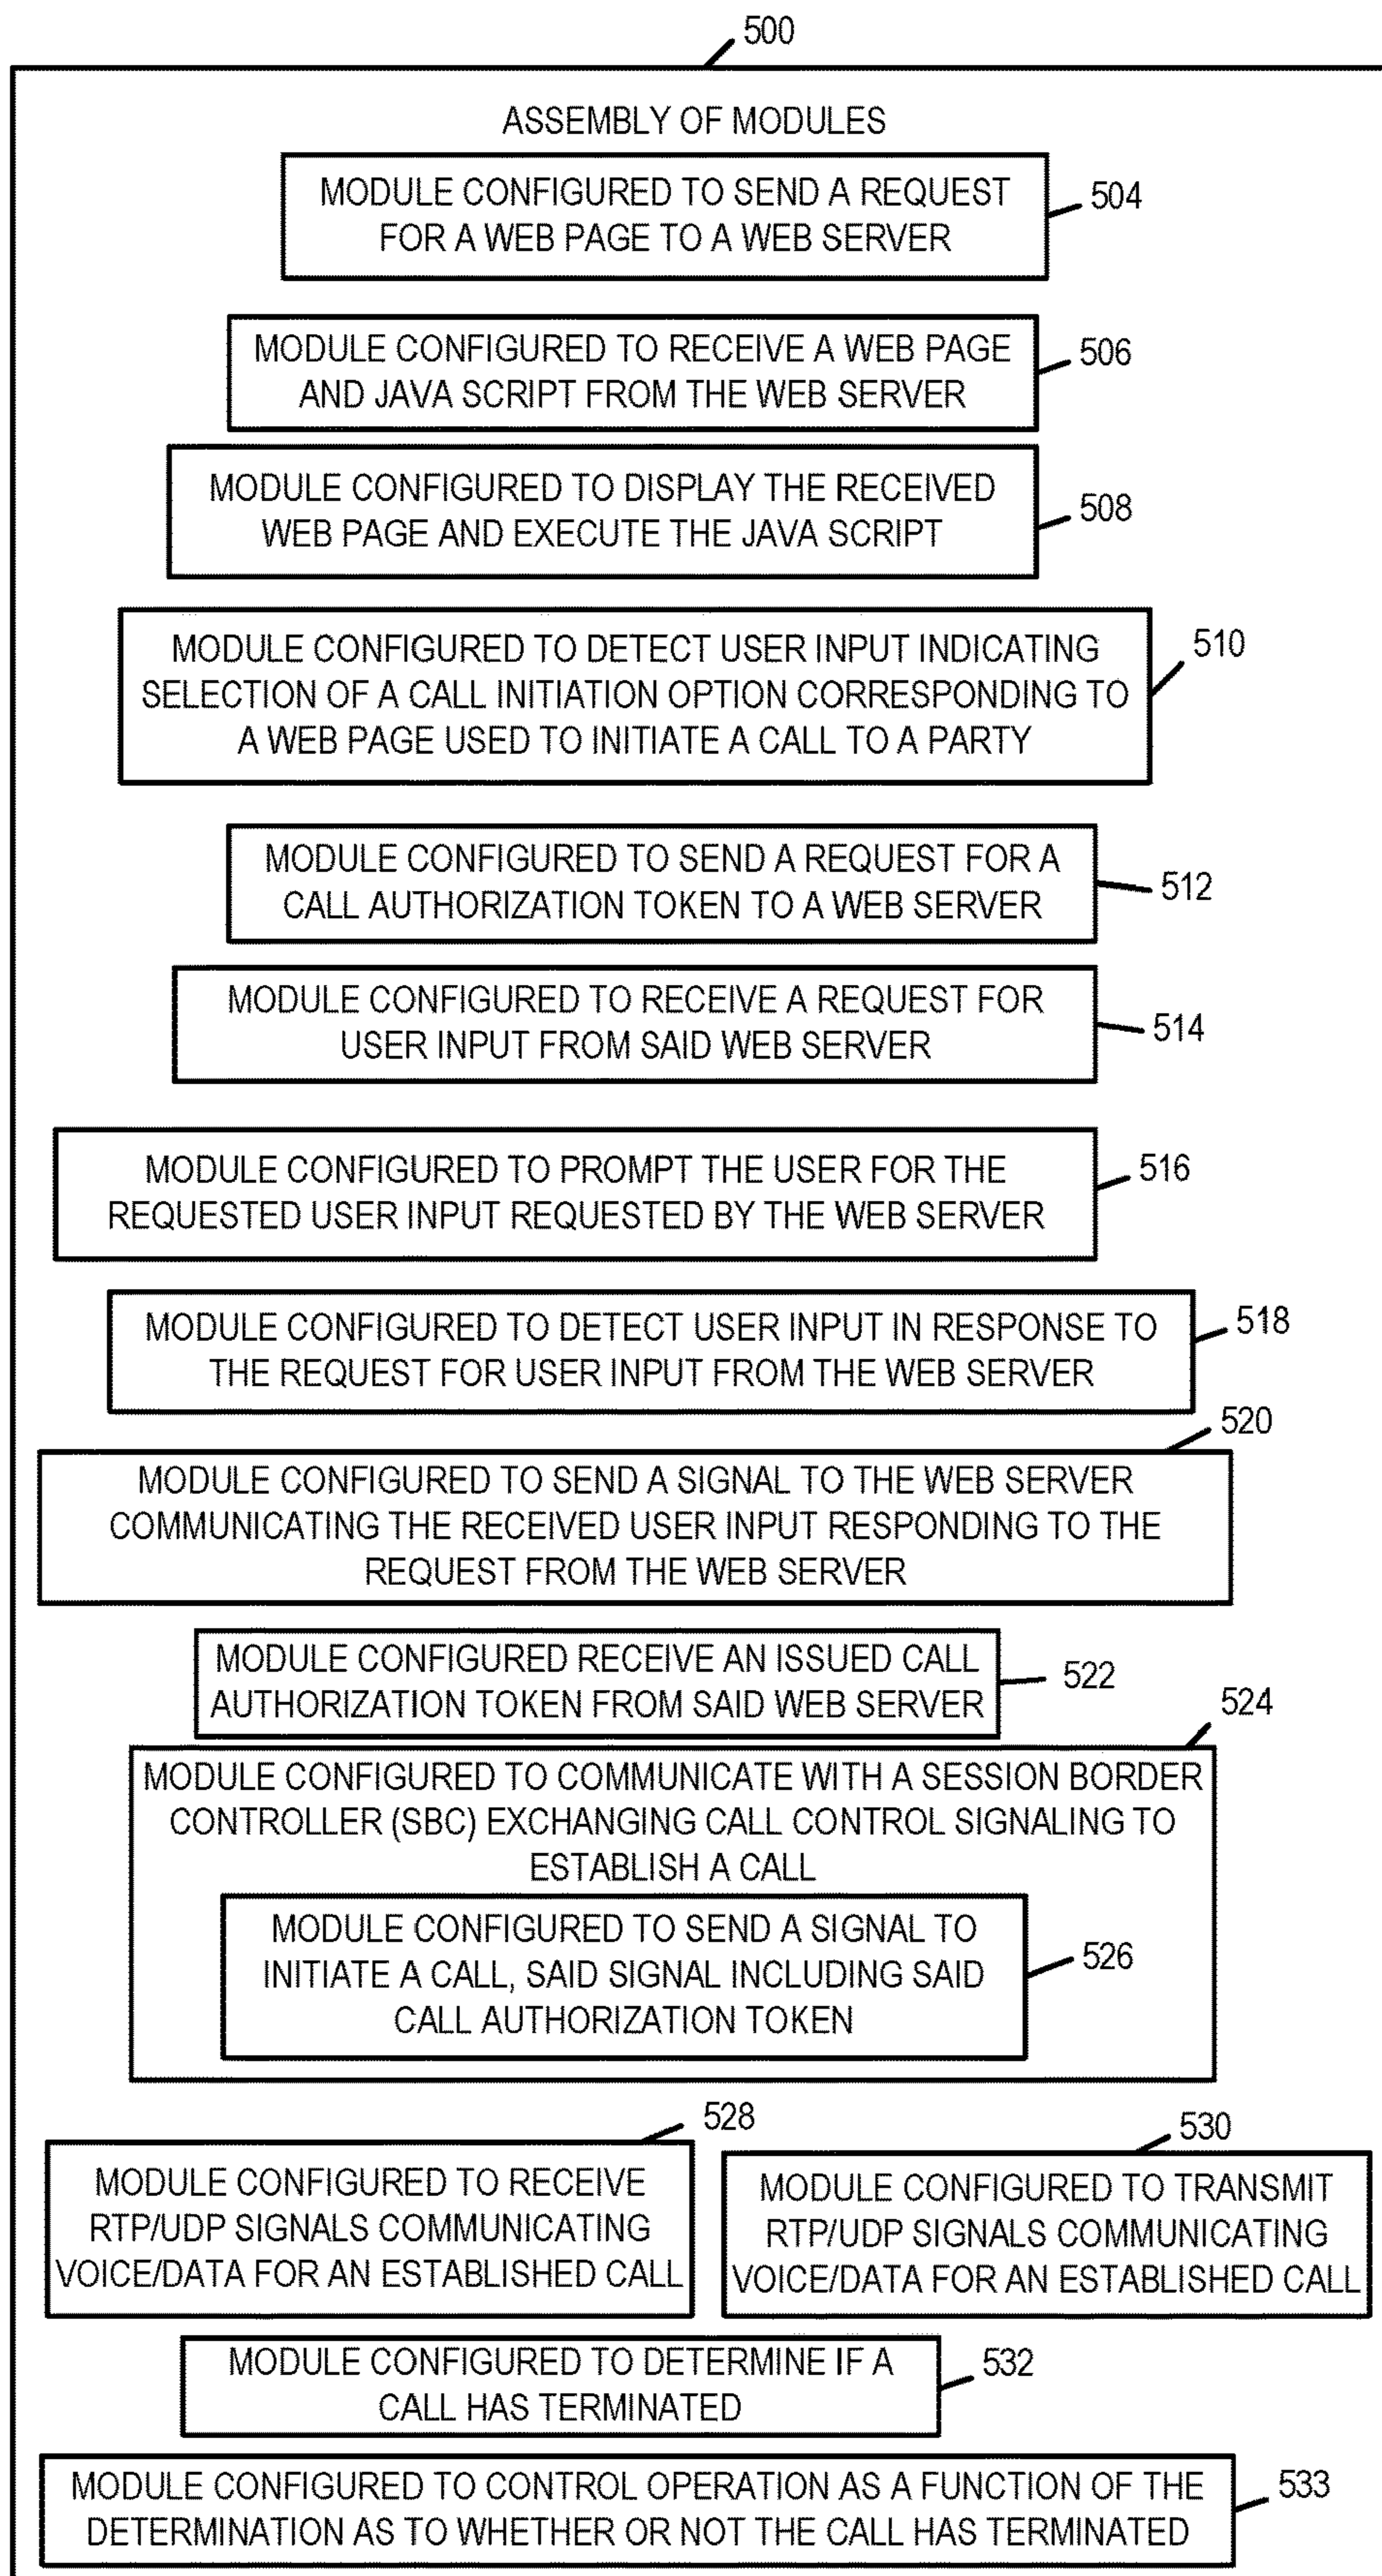 500
ASSEMBLY OF MODULES
MODULE CONFIGURED TO SEND A REQUEST
FOR A WEB PAGE TO A WEB SERVER
504
MODULE CONFIGURED TO RECEIVE A WEB PAGE
AND JAVA SCRIPT FROM THE WEB SERVER
506
MODULE CONFIGURED TO DISPLAY THE RECEIVED
WEB PAGE AND EXECUTE THE JAVA SCRIPT
508
MODULE CONFIGURED TO DETECT USER INPUT INDICATING
SELECTION OF A CALL INITIATION OPTION CORRESPONDING TO
A WEB PAGE USED TO INITIATE A CALL TO A PARTY
510
MODULE CONFIGURED TO SEND A REQUEST FOR A
CALL AUTHORIZATION TOKEN TO A WEB SERVER
512
MODULE CONFIGURED TO RECEIVE A REQUEST FOR
USER INPUT FROM SAID WEB SERVER
514
MODULE CONFIGURED TO PROMPT THE USER FOR THE
REQUESTED USER INPUT REQUESTED BY THE WEB SERVER
516
MODULE CONFIGURED TO DETECT USER INPUT IN RESPONSE TO
THE REQUEST FOR USER INPUT FROM THE WEB SERVER
518
520
MODULE CONFIGURED TO SEND A SIGNAL TO THE WEB SERVER
COMMUNICATING THE RECEIVED USER INPUT RESPONDING TO THE
REQUEST FROM THE WEB SERVER
MODULE CONFIGURED RECEIVE AN ISSUED CALL
AUTHORIZATION TOKEN FROM SAID WEB SERVER
522
524
MODULE CONFIGURED TO COMMUNICATE WITH A SESSION BORDER
CONTROLLER (SBC) EXCHANGING CALL CONTROL SIGNALING TO
ESTABLISH A CALL
MODULE CONFIGURED TO SEND A SIGNAL TO
INITIATE A CALL, SAID SIGNAL INCLUDING SAID
CALL AUTHORIZATION TOKEN
526
528
MODULE CONFIGURED TO RECEIVE
RTP/UDP SIGNALS COMMUNICATING
VOICE/DATA FOR AN ESTABLISHED CALL
530
MODULE CONFIGURED TO TRANSMIT
RTP/UDP SIGNALS COMMUNICATING
VOICE/DATA FOR AN ESTABLISHED CALL
MODULE CONFIGURED TO DETERMINE IF A
CALL HAS TERMINATED
532
MODULE CONFIGURED TO CONTROL OPERATION AS A FUNCTION OF THE
DETERMINATION AS TO WHETHER OR NOT THE CALL HAS TERMINATED
533